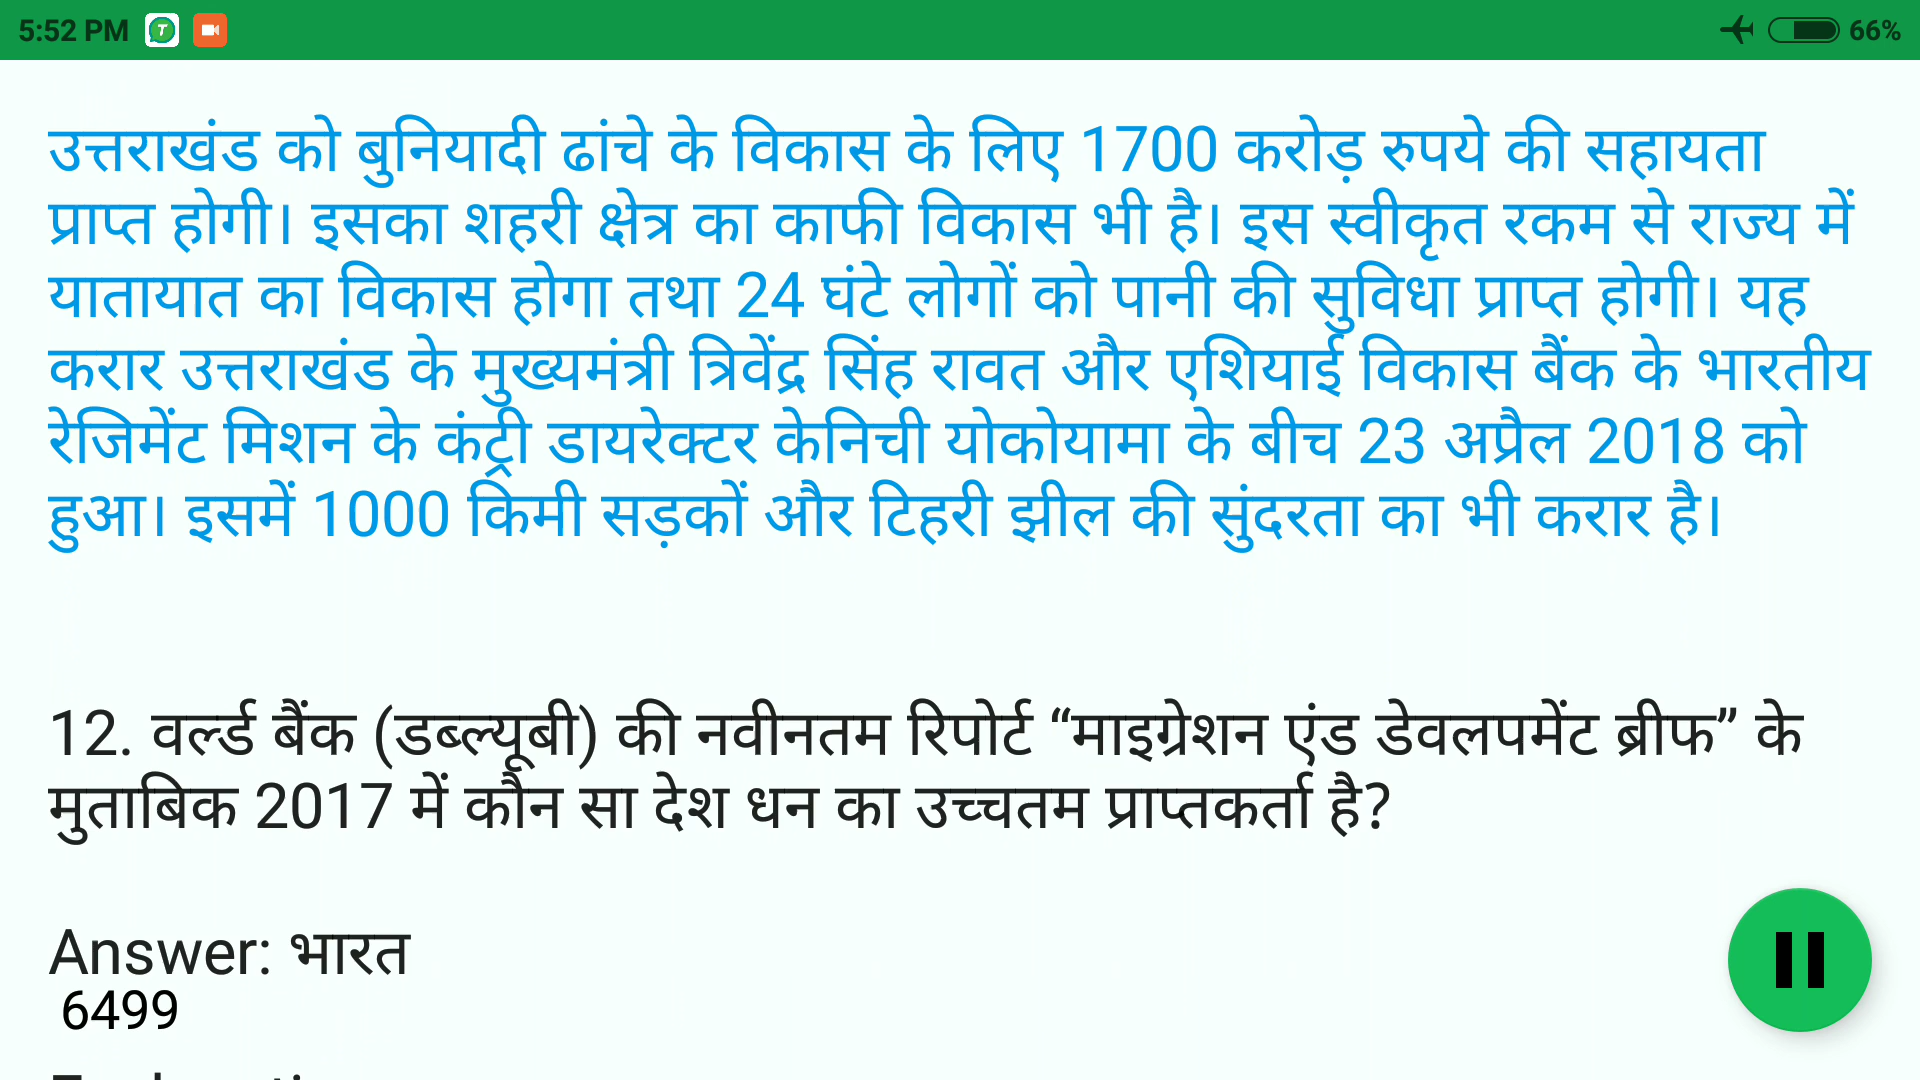 5:52 PM
66%
उत्तराखंड को बुनियादी ढांचे के विकास के लिए 1700 करोड़ रुपये की सहायता
प्राप्त होगी। इसका शहरी क्षेत्र का काफी विकास भी है। इस स्वीकृत रकम से राज्य में
यातायात का विकास होगा तथा 24 घंटे लोगों को पानी की सुविधा प्राप्त होगी। यह
करार उत्तराखंड के मुख्यमंत्री त्रिवेंद्र सिंह रावत और एशियाई विकास बैंक के भारतीय
रेजिमेंट मिशन के कंट्री डायरेक्टर केनिची योकोयामा के बीच 23 अप्रैल 2018 को
हुआ। इसमें 1000 किमी सड़कों और टिहरी झील की सुंदरता का भी करार है।
12. वर्ल्ड बैंक (डब्ल्यूबी) की नवीनतम रिपोर्ट “माइग्रेशन एंड डेवलपमेंट ब्रीफ” के
मुताबिक 2017 में कौन सा देश धन का उच्चतम प्राप्तकर्ता है?
Answer: भारत
6499